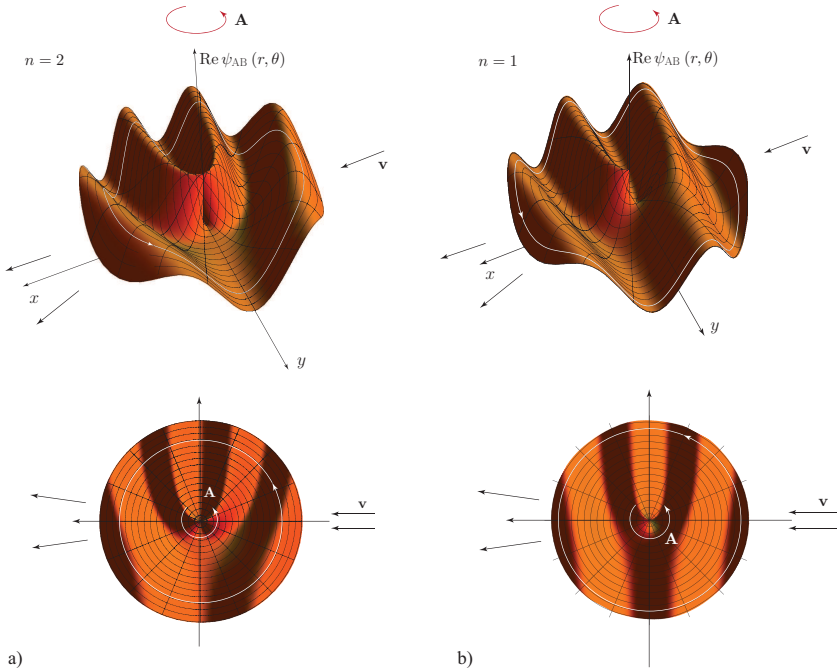 A
n = 2
Re ψ_AB (r, θ)
v
x
y
A
v
a)
A
n = 1
Re ψ_AB (r, θ)
v
x
y
A
v
b)